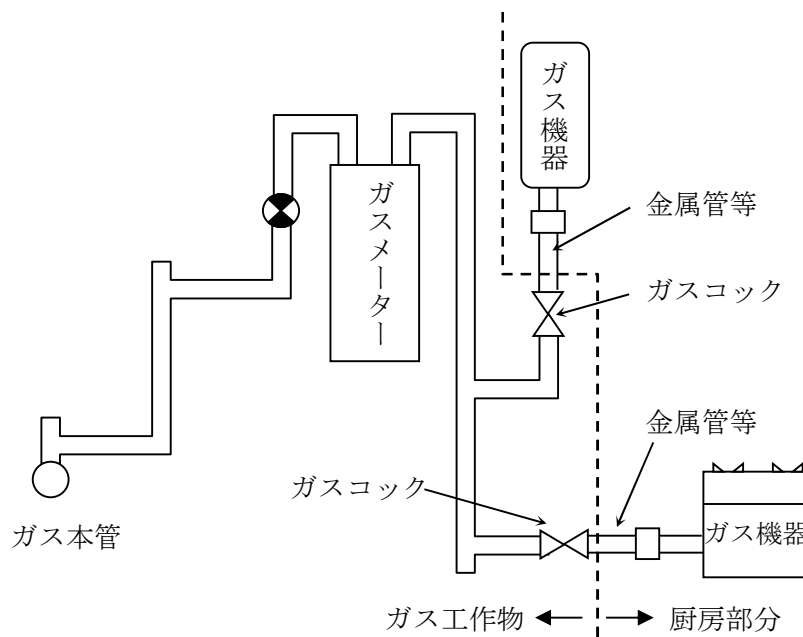 ガス機器
ガスメーター
金属管等
ガスコック
金属管等
ガスコック
ガス機器
ガス本管
ガス工作物
厨房部分